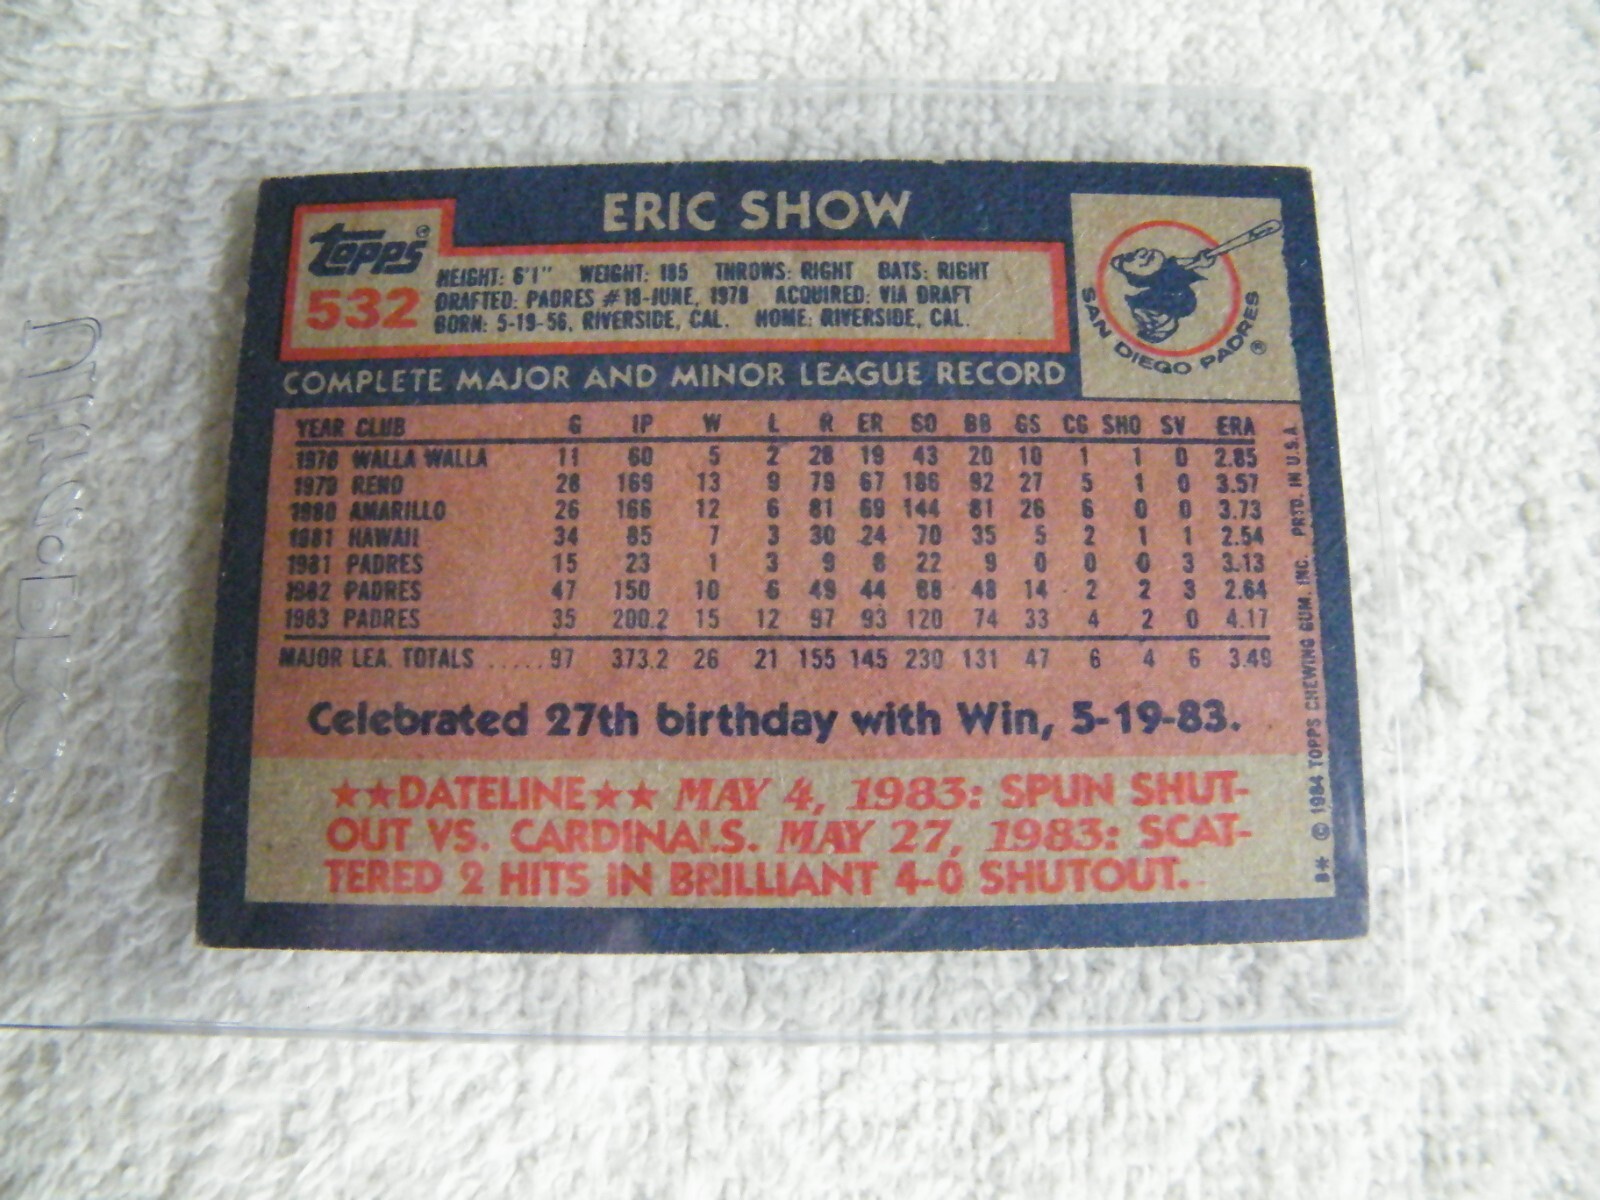 ERIC SHOW
Topps®
532
HEIGHT: 6'1" WEIGHT: 185 THROWS: RIGHT BATS: RIGHT
DRAFTED: PADRES #18-JUNE, 1978 ACQUIRED: VIA DRAFT
BORN: 5-19-56, RIVERSIDE, CAL. HOME: RIVERSIDE, CAL.
SAN DIEGO PADRES®
COMPLETE MAJOR AND MINOR LEAGUE RECORD
YEAR CLUB G IP W L R ER SO BB GS CG SHO SV ERA
1978 WALLA WALLA 11 60 5 2 28 19 43 20 10 1 1 0 2.85
1979 RENO 28 169 13 9 79 67 186 92 27 5 1 0 3.57
1980 AMARILLO 26 166 12 6 81 69 144 81 26 6 0 0 3.73
1981 HAWAII 34 85 7 3 30 24 70 35 5 2 1 1 2.54
1981 PADRES 15 23 1 3 9 8 22 9 0 0 0 3 3.13
1982 PADRES 47 150 10 6 49 44 88 48 14 2 2 3 2.64
1983 PADRES 35 200.2 15 12 97 93 120 74 33 4 2 0 4.17
MAJOR LEA. TOTALS ......97 373.2 26 21 155 145 230 131 47 6 4 6 3.49
Celebrated 27th birthday with Win, 5-19-83.
★★DATELINE★★ MAY 4, 1983: SPUN SHUT-
OUT VS. CARDINALS. MAY 27, 1983: SCAT-
TERED 2 HITS IN BRILLIANT 4-0 SHUTOUT.
B* © 1984 TOPPS CHEWING GUM, INC. PRTD. IN U.S.A.